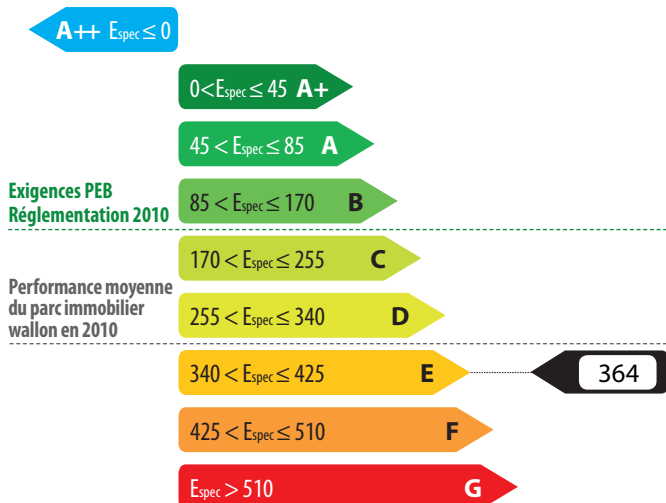 A++ Espec ≤ 0
0<Espec ≤ 45 A+
45 < Espec ≤ 85 A
Exigences PEB
Réglementation 2010
85 < Espec ≤ 170 B
170 < Espec ≤ 255 C
Performance moyenne
du parc immobilier
wallon en 2010
255 < Espec ≤ 340 D
340 < Espec ≤ 425 E 364
425 < Espec ≤ 510 F
Espec > 510 G